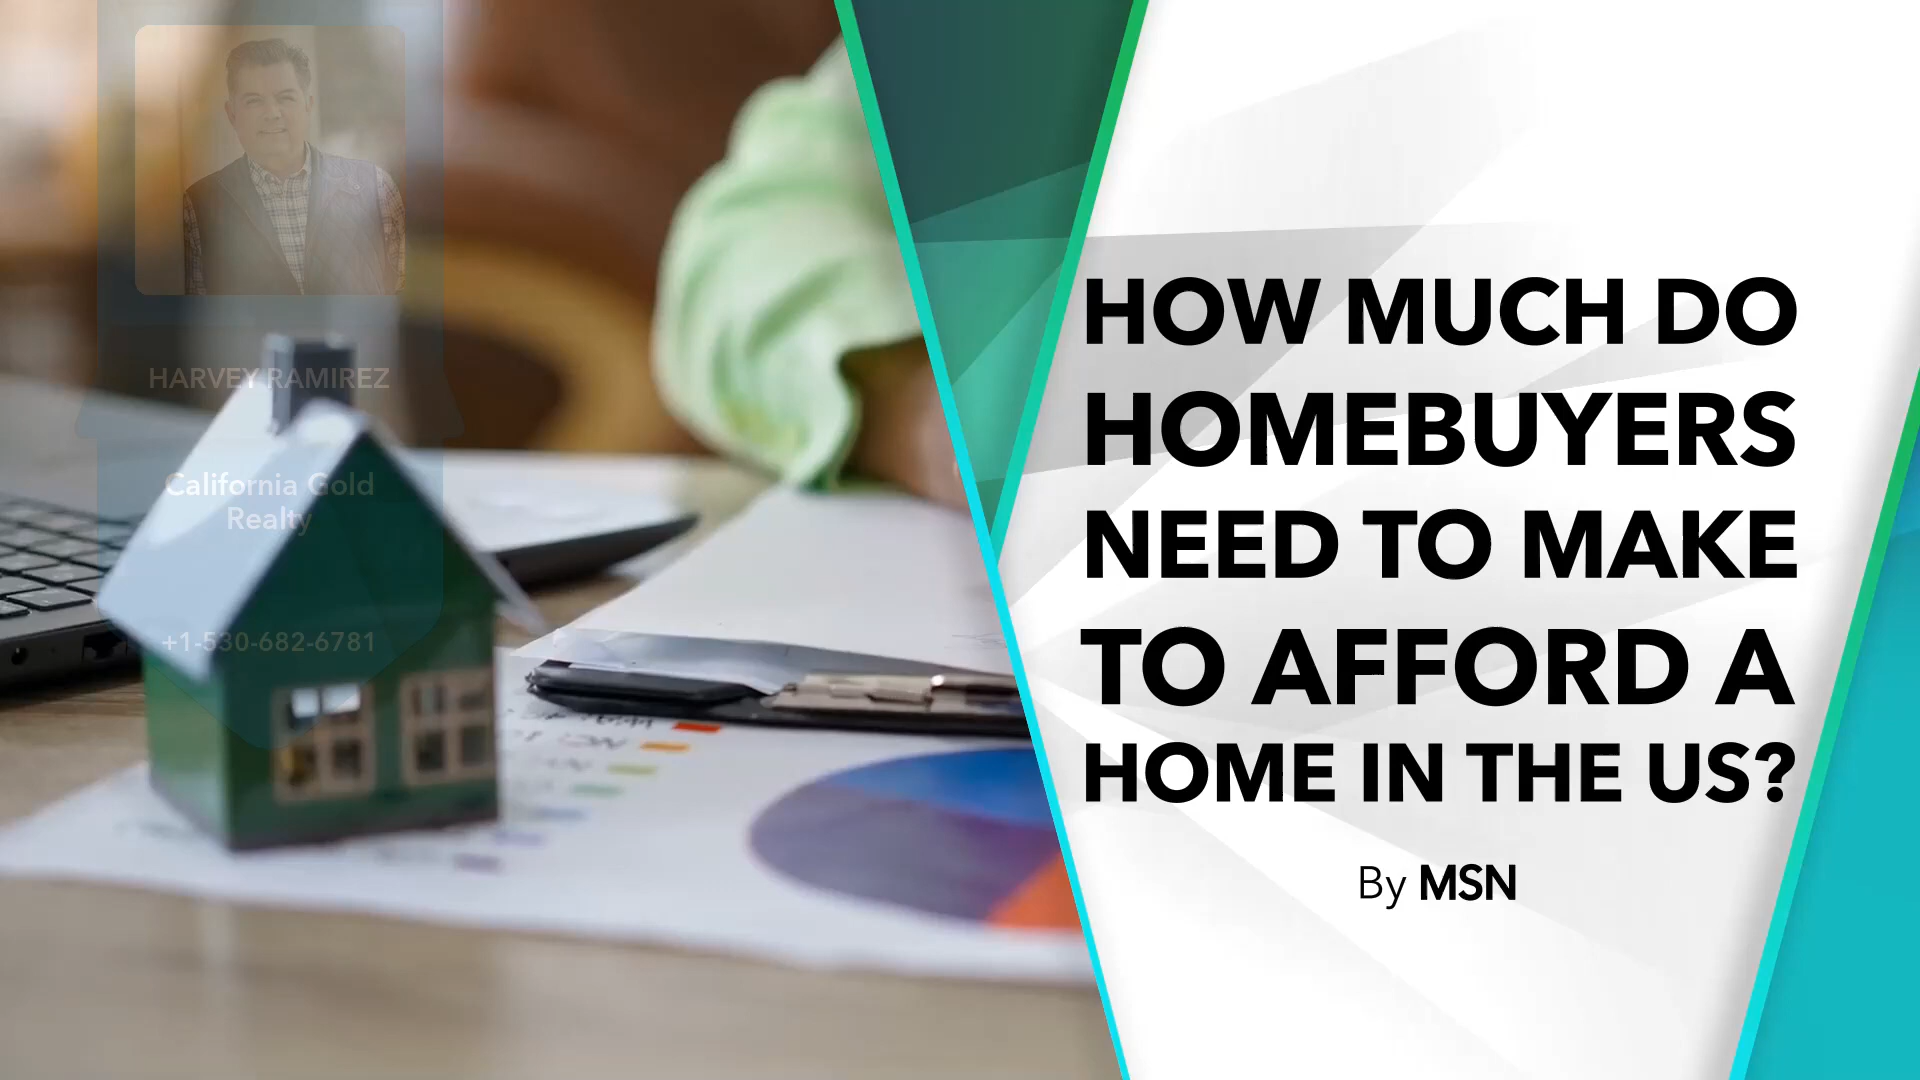 HARVEY RAMIREZ
California Gold
Realty
+1-530-682-6781
HOW MUCH DO
HOMEBUYERS
NEED TO MAKE
TO AFFORD A
HOME IN THE US?
By MSN